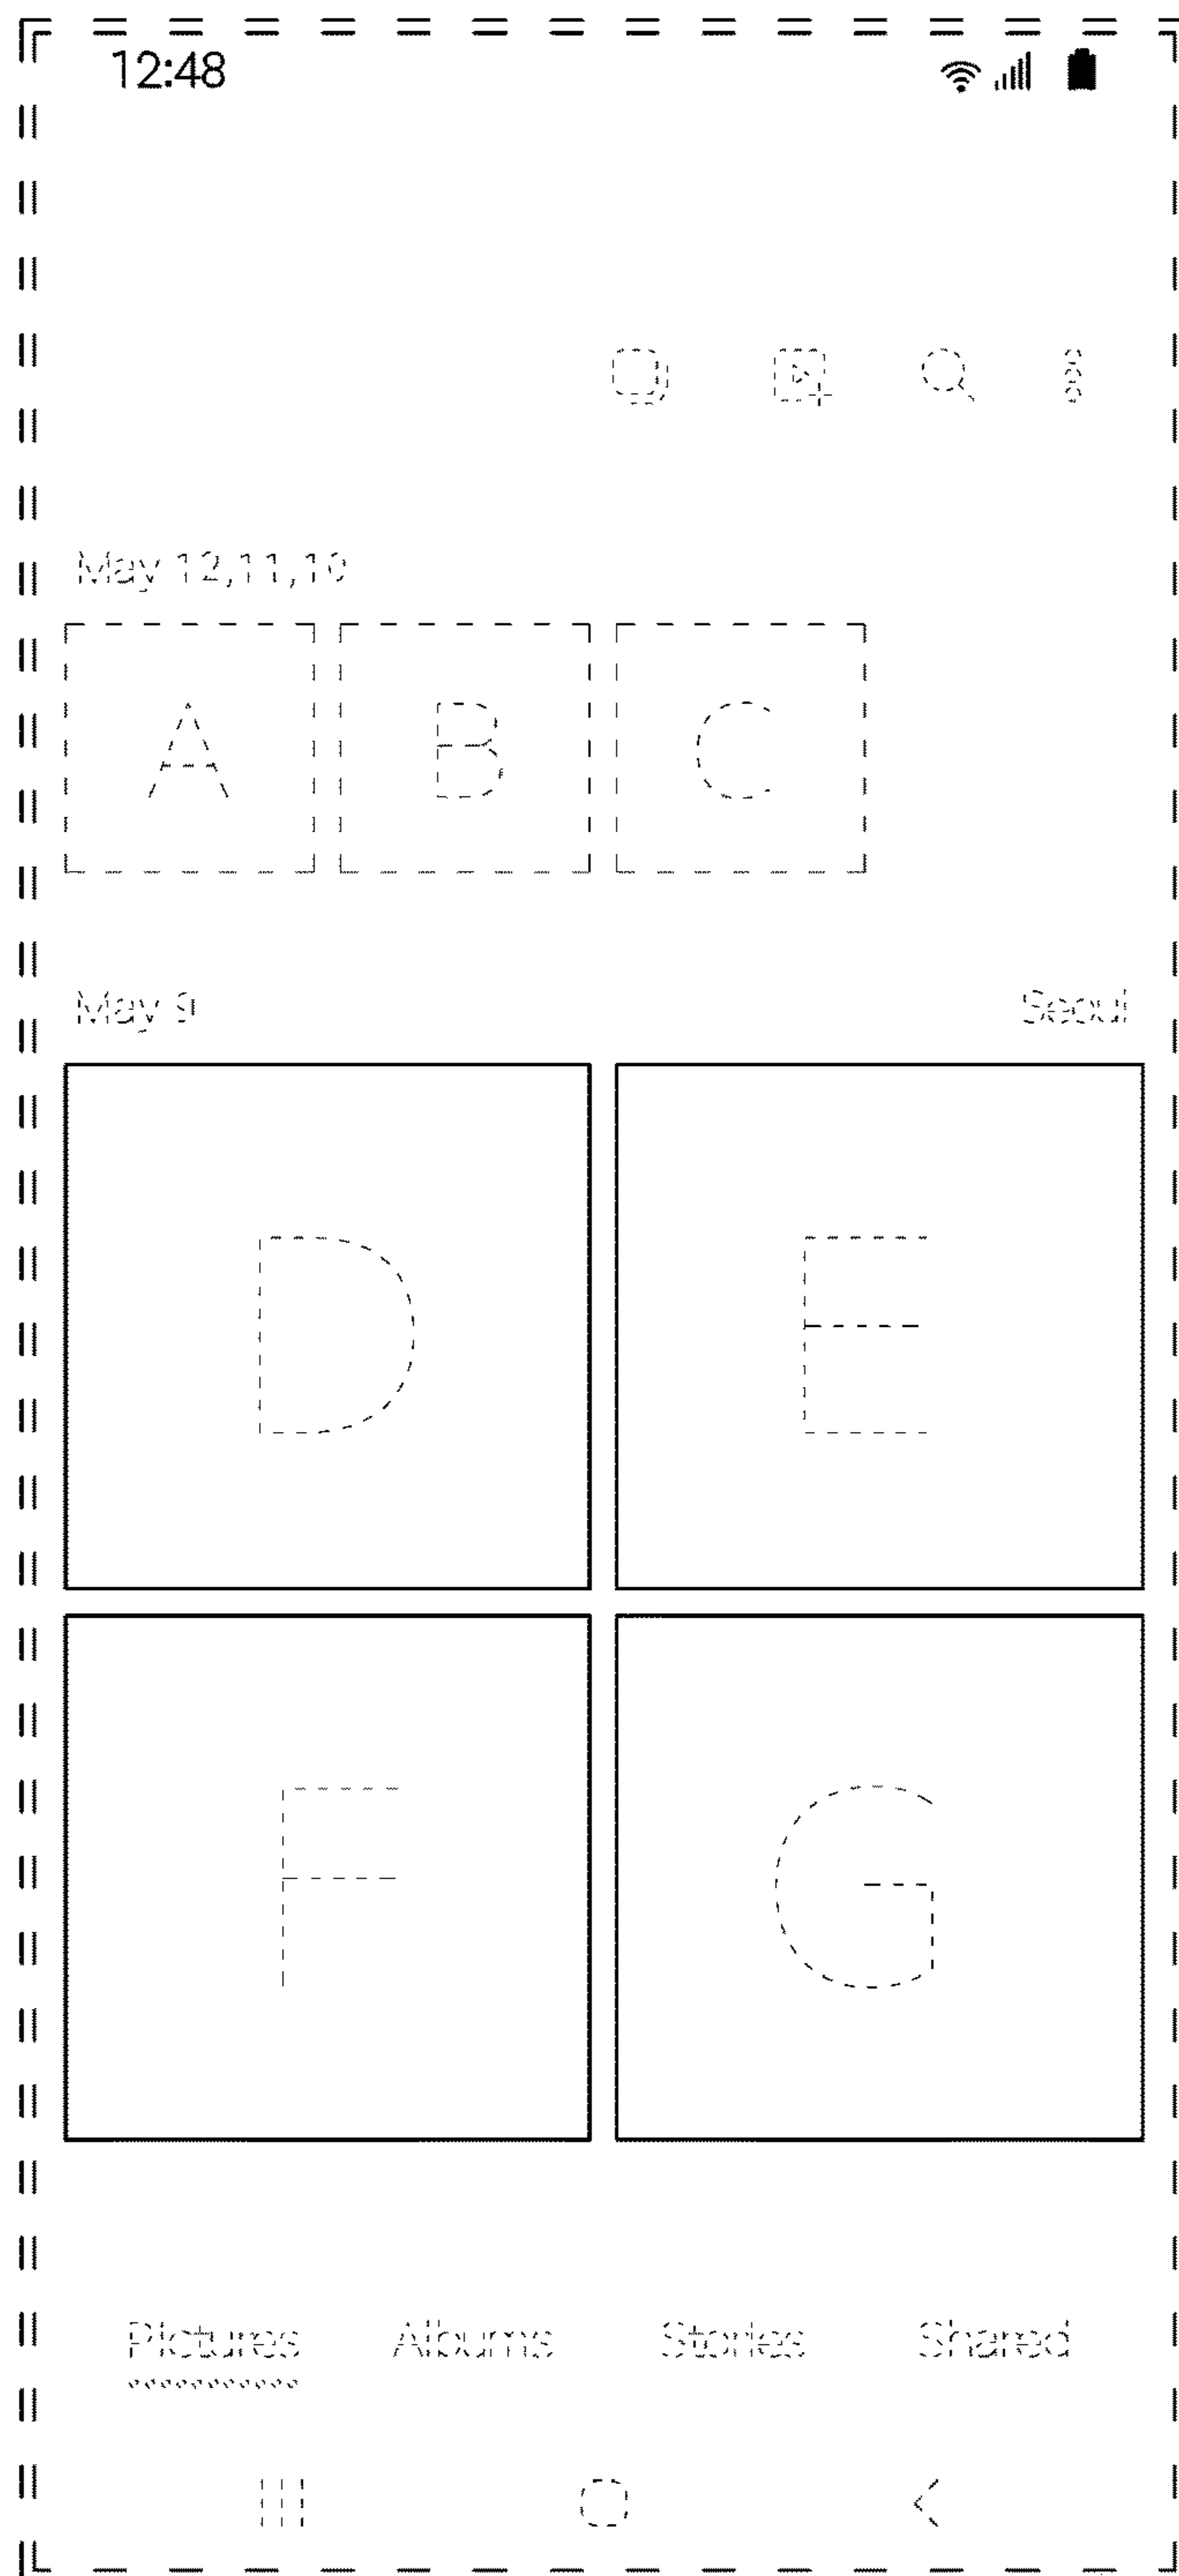 12:48
May 12,11,10
A B C
May 9 Seoul
D E
F G
Pictures Albums Stories Shared